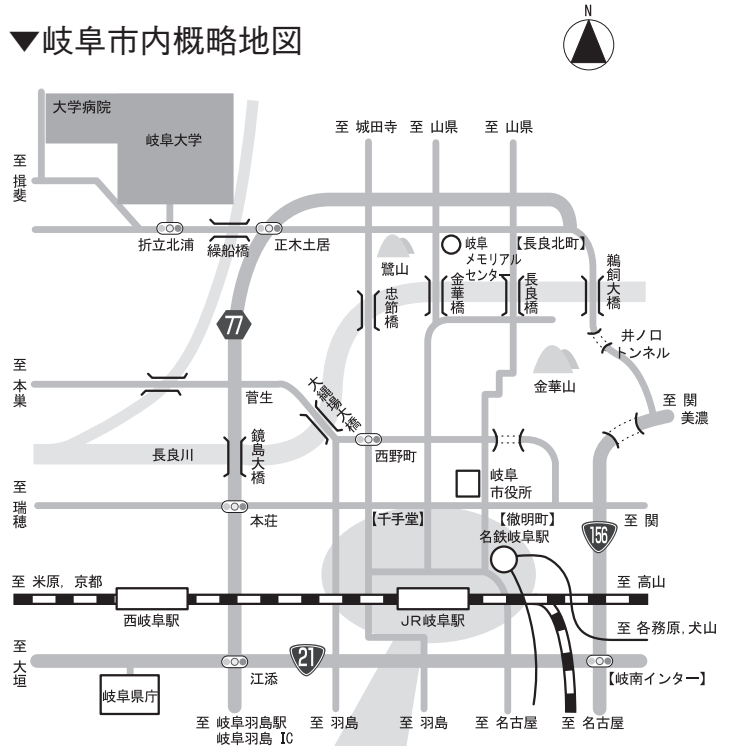 ▼岐阜市内概略地図
N
大学病院
岐阜大学
至 城田寺
至 山県
至 山県
至 揖斐
折立北浦
繰船橋
正木土居
鷺山
岐阜
メモリアル
センター
【長良北町】
忠節橋
金華橋
長良橋
鵜飼大橋
77
井ノ口
トンネル
至 本巣
菅生
大縄場大橋
金華山
至 関
美濃
長良川
鏡島大橋
西野町
岐阜
市役所
至 瑞穂
本荘
【千手堂】
【徹明町】
名鉄岐阜駅
156
至 関
至 米原, 京都
西岐阜駅
JR岐阜駅
至 高山
至 各務原, 犬山
至 大垣
岐阜県庁
江添
21
【岐南インター】
至 岐阜羽島駅
岐阜羽島 IC
至 羽島
至 羽島
至 名古屋
至 名古屋